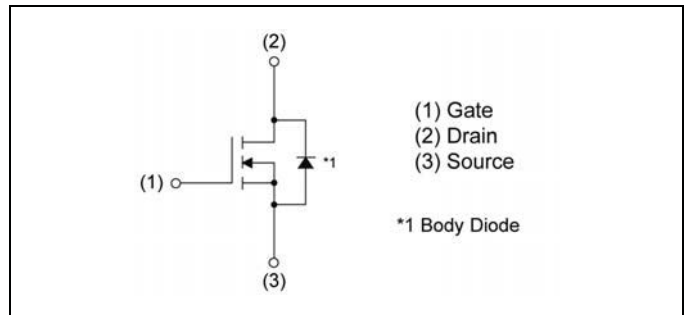 (2)
(1) Gate
(2) Drain
(3) Source
*1
(1)
*1 Body Diode
(3)